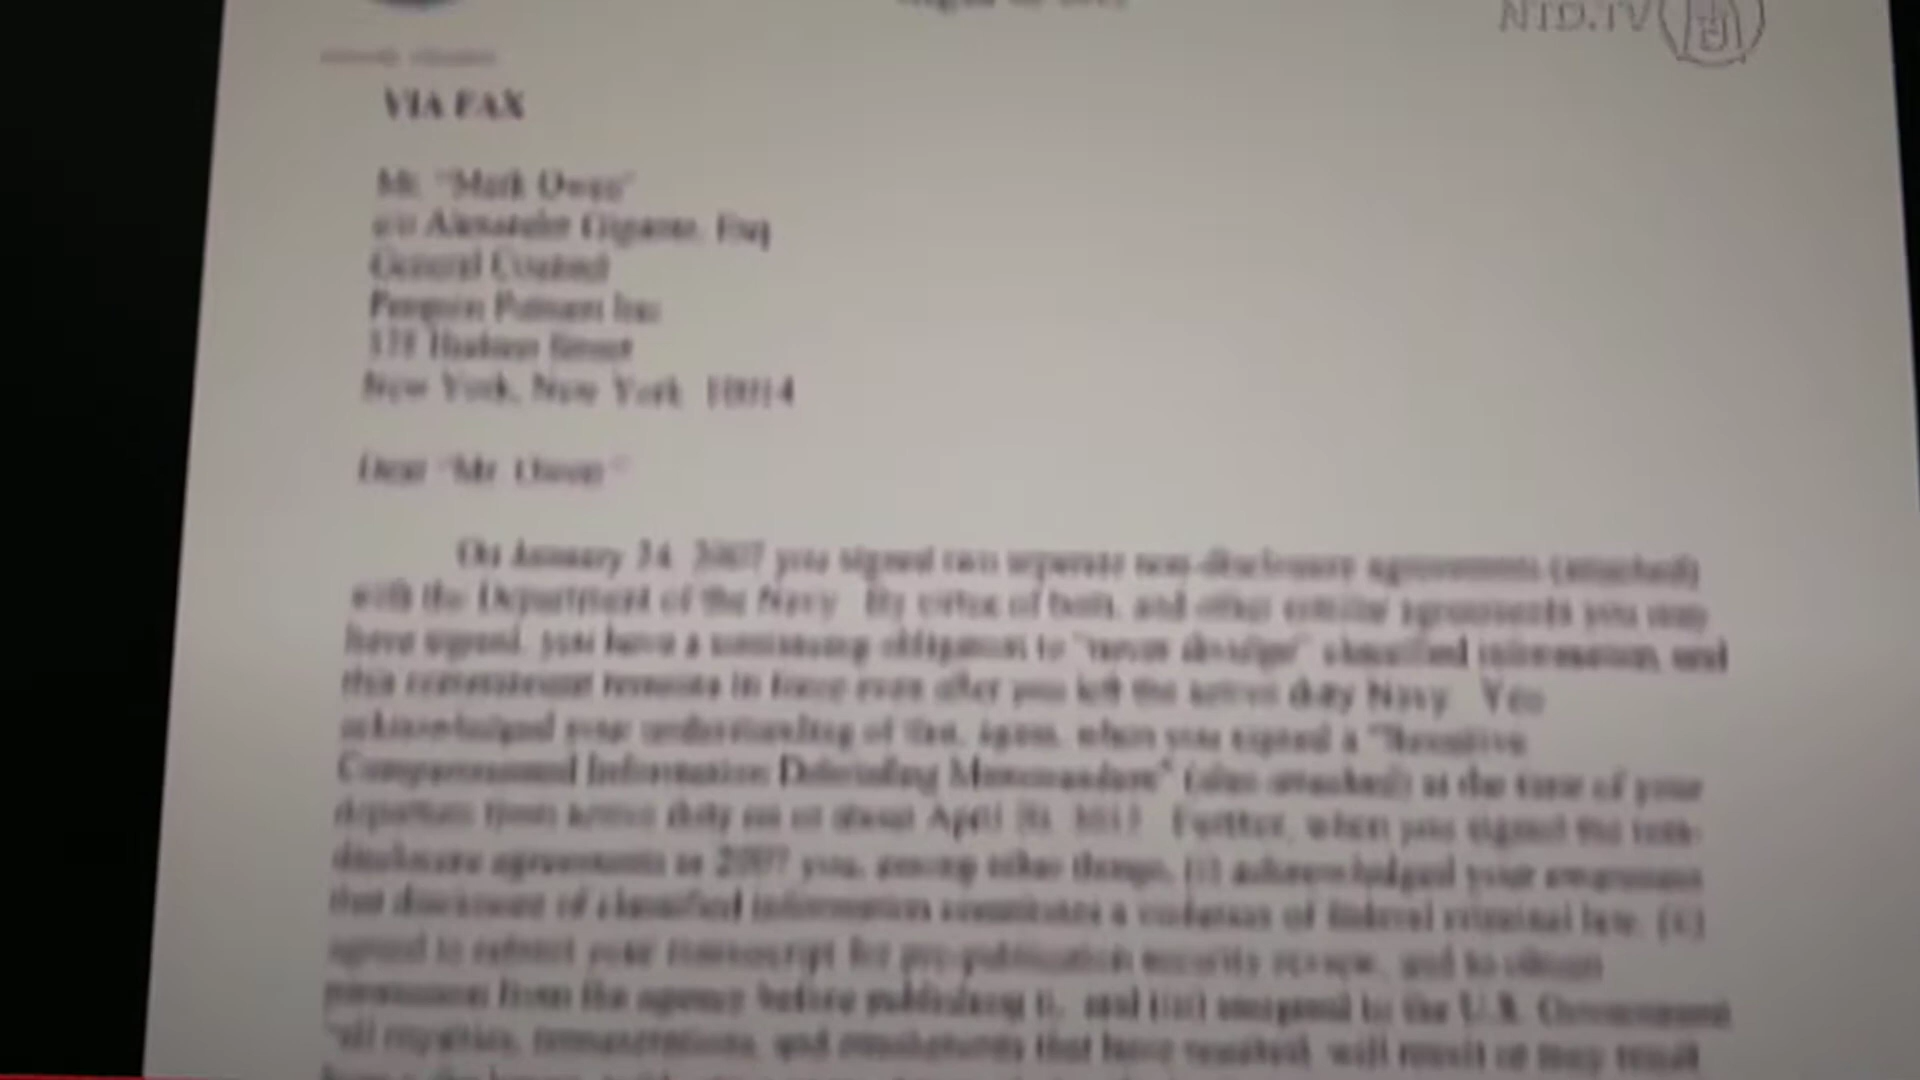 NTD.TV
VIA FAX
Mr. "Mark Owen"
c/o Alexander Gigante, Esq
General Counsel
Penguin Putnam Inc
Hudson Street
New York, New York 10014
Dear "Mr. Owen"
On January 24, 2007 you signed two separate non-disclosure agreements (attached)
with the Department of the Navy. By virtue of both, and other similar agreements you may
have signed, you have a continuing obligation to "never divulge" classified information, and
this commitment remains in force even after you left the active duty Navy. You
acknowledged your understanding of this, again, when you signed a "Sensitive
Compartmented Information Debriefing Memorandum" (also attached) at the time of your
departure from active duty on or about April 20, 2012. Further, when you signed the non-
disclosure agreements in 2007 you, among other things, (i) acknowledged your awareness
that disclosure of classified information constitutes a violation of federal criminal law, (ii)
agreed to submit your manuscript for pre-publication security review, and to obtain
permission from the agency before publishing it, and (iii) assigned to the U.S. Government
"all royalties, remunerations, and emoluments that have resulted, will result or may result